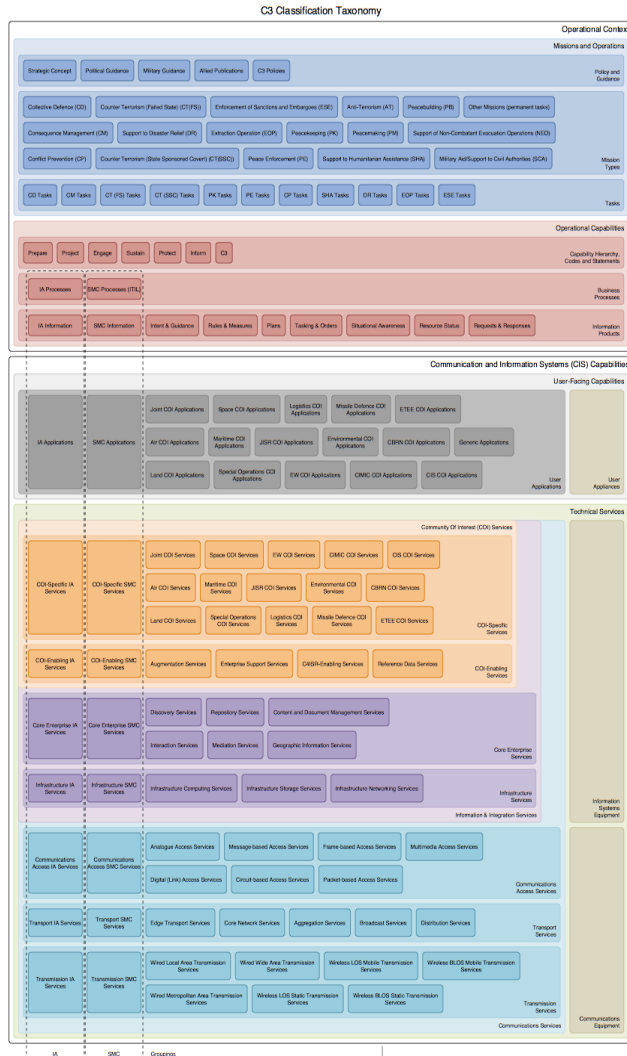 C3 Classification Taxonomy
Operational Context
Missions and Operations
Strategic Concept
Political Guidance
Military Guidance
Allied Publications
C3 Policies
Policy and
Guidance
Collective Defence (CD)
Counter Terrorism (Failed State) (CT(FS))
Enforcement of Sanctions and Embargoes (ESE)
Anti-Terrorism (AT)
Peacebuilding (PB)
Other Missions (permanent tasks)
Consequence Management (CM)
Support to Disaster Relief (DR)
Extraction Operation (EOP)
Peacekeeping (PK)
Peacemaking (PM)
Support of Non-Combatant Evacuation Operations (NEO)
Conflict Prevention (CP)
Counter Terrorism (State Sponsored Covert) (CT(SSC))
Peace Enforcement (PE)
Support to Humanitarian Assistance (SHA)
Military Aid/Support to Civil Authorities (SCA)
Mission
Types
CD Tasks
CM Tasks
CT (FS) Tasks
CT (SSC) Tasks
PK Tasks
PE Tasks
CP Tasks
SHA Tasks
DR Tasks
EOP Tasks
ESE Tasks
Tasks
Operational Capabilities
Prepare
Project
Engage
Sustain
Protect
Inform
C3
Capability Hierarchy,
Codes and Statements
IA Processes
SMC Processes (ITIL)
Business
Processes
IA Information
SMC Information
Intent & Guidance
Rules & Measures
Plans
Tasking & Orders
Situational Awareness
Resource Status
Requests & Responses
Information
Products
Communication and Information Systems (CIS) Capabilities
User-Facing Capabilities
IA Applications
SMC Applications
Joint COI Applications
Space COI Applications
Logistics COI
Applications
Missile Defence COI
Applications
ETEE COI Applications
Air COI Applications
Maritime COI
Applications
JISR COI Applications
Environmental COI
Applications
CBRN COI Applications
Generic Applications
Land COI Applications
Special Operations COI
Applications
EW COI Applications
CIMIC COI Applications
CIS COI Applications
User
Applications
User
Appliances
Technical Services
Community Of Interest (COI) Services
COI-Specific IA
Services
COI-Specific SMC
Services
Joint COI Services
Space COI Services
EW COI Services
CIMIC COI Services
CIS COI Services
Air COI Services
Maritime COI
Services
JISR COI Services
Environmental COI
Services
CBRN COI Services
Land COI Services
Special Operations
COI Services
Logistics COI
Services
Missile Defence COI
Services
ETEE COI Services
COI-Specific
Services
COI-Enabling IA
Services
COI-Enabling SMC
Services
Augmentation Services
Enterprise Support Services
C4ISR-Enabling Services
Reference Data Services
COI-Enabling
Services
Core Enterprise IA
Services
Core Enterprise SMC
Services
Discovery Services
Repository Services
Content and Document Management Services
Interaction Services
Mediation Services
Geographic Information Services
Core Enterprise
Services
Infrastructure IA
Services
Infrastructure SMC
Services
Infrastructure Computing Services
Infrastructure Storage Services
Infrastructure Networking Services
Infrastructure
Services
Information & Integration Services
Information
Systems
Equipment
Communications
Access IA Services
Communications
Access SMC Services
Analogue Access Services
Message-based Access Services
Frame-based Access Services
Multimedia Access Services
Digital (Link) Access Services
Circuit-based Access Services
Packet-based Access Services
Communications
Access Services
Transport IA Services
Transport SMC
Services
Edge Transport Services
Core Network Services
Aggregation Services
Broadcast Services
Distribution Services
Transport
Services
Transmission IA
Services
Transmission SMC
Services
Wired Local Area Transmission
Services
Wired Wide Area Transmission
Services
Wireless LOS Mobile Transmission
Services
Wireless BLOS Mobile Transmission
Services
Wired Metropolitan Area Transmission
Services
Wireless LOS Static Transmission
Services
Wireless BLOS Static Transmission
Services
Transmission
Services
Communications Services
Communications
Equipment
IA
SMC
Groupings